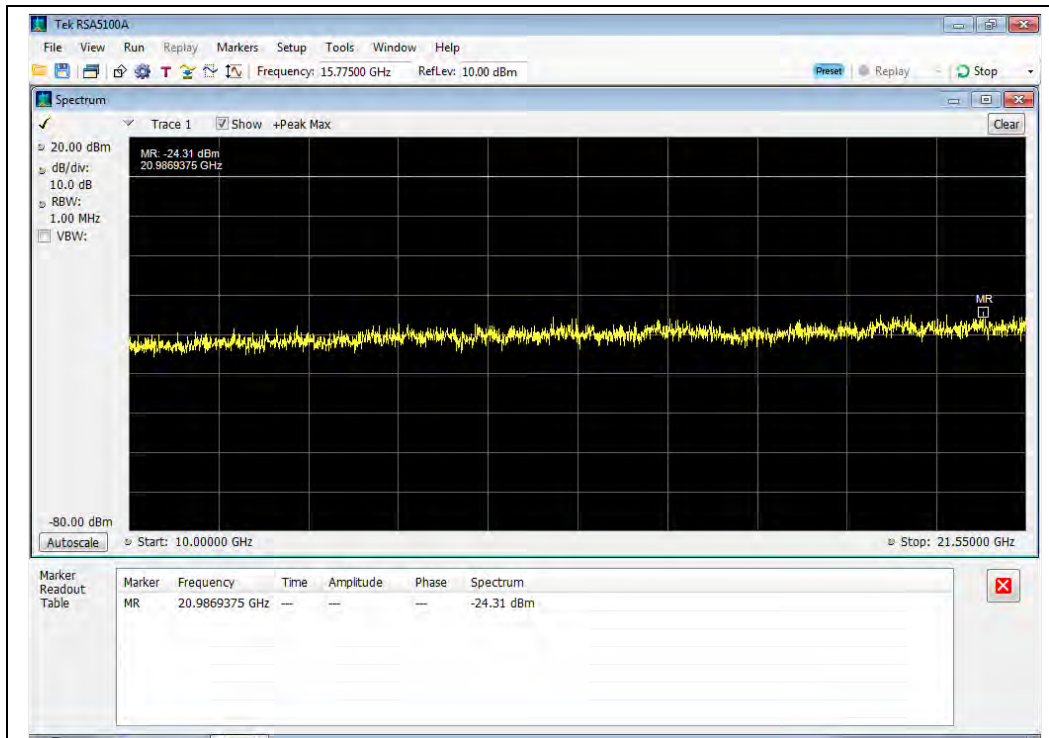 Tek RSA5100A
File View Run Replay Markers Setup Tools Window Help
T Frequency: 15.77500 GHz RefLev: 10.00 dBm Preset Replay Stop
Spectrum
Trace 1 Show +Peak Max Clear
20.00 dBm
MR: -24.31 dBm
20.9869375 GHz
dB/div:
10.0 dB
RBW:
1.00 MHz
VBW:
MR
-80.00 dBm
Autoscale Start: 10.00000 GHz Stop: 21.55000 GHz
Marker
Readout
Table
Marker Frequency Time Amplitude Phase Spectrum
MR 20.9869375 GHz --- --- --- -24.31 dBm